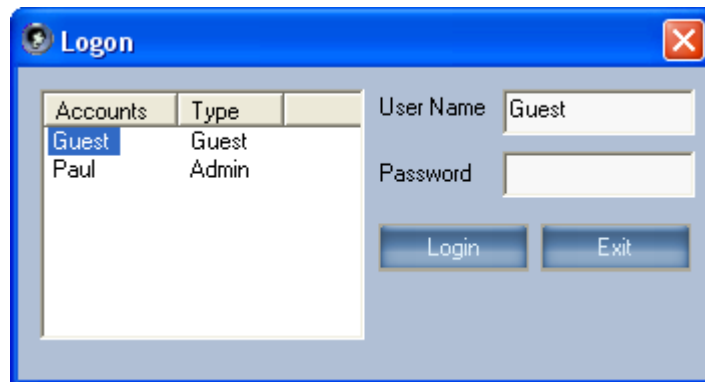 Logon
Accounts Type
Guest Guest
Paul Admin
User Name Guest
Password
Login Exit